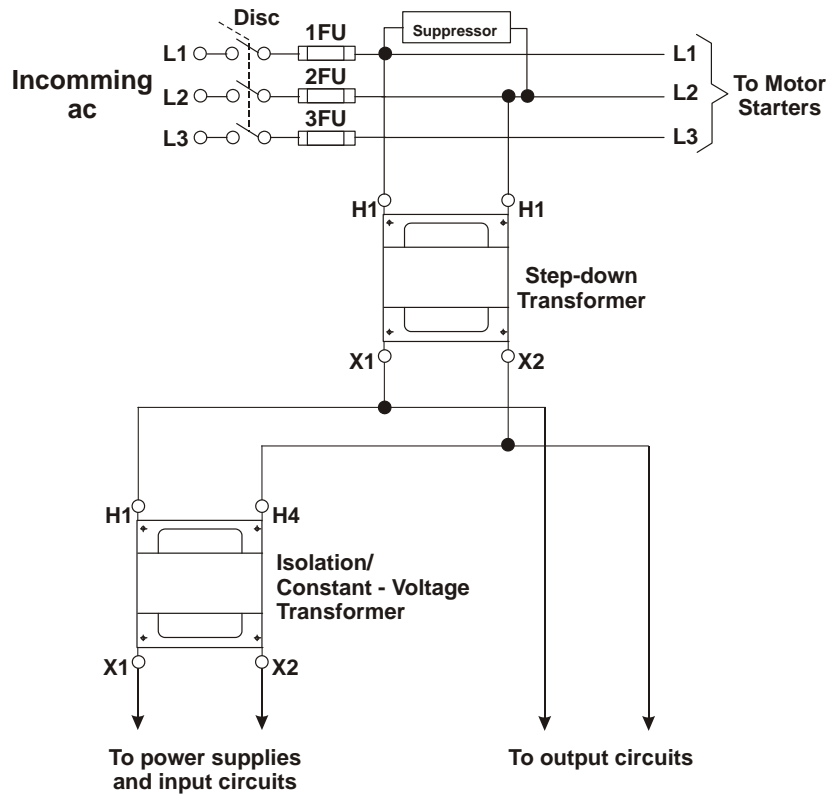 Disc
1FU
Suppressor
L1
L1
Incomming
ac
2FU
L2
L2
To Motor
Starters
3FU
L3
L3
H1
H1
Step-down
Transformer
X1
X2
H1
H4
Isolation/
Constant - Voltage
Transformer
X1
X2
To power supplies
and input circuits
To output circuits